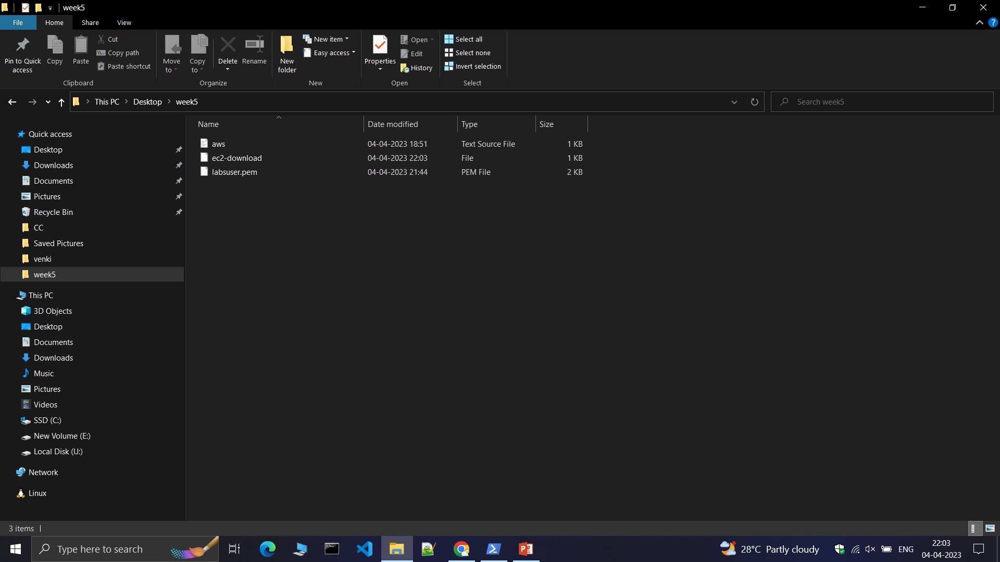 week5
File Home Share View
Pin to Quick access
Copy
Paste
Cut
Copy path
Paste shortcut
Clipboard
Move to
Copy to
Delete
Rename
Organize
New folder
New item
Easy access
New
Properties
Open
Edit
History
Open
Select all
Select none
Invert selection
Select
This PC > Desktop > week5
Search week5
Name Date modified Type Size
aws 04-04-2023 18:51 Text Source File 1 KB
ec2-download 04-04-2023 22:03 File 1 KB
labsuser.pem 04-04-2023 21:44 PEM File 2 KB
Quick access
Desktop
Downloads
Documents
Pictures
Recycle Bin
CC
Saved Pictures
venki
week5
This PC
3D Objects
Desktop
Documents
Downloads
Music
Pictures
Videos
SSD (C:)
New Volume (E:)
Local Disk (U:)
Network
Linux
3 items
Type here to search
28°C Partly cloudy
ENG
22:03
04-04-2023